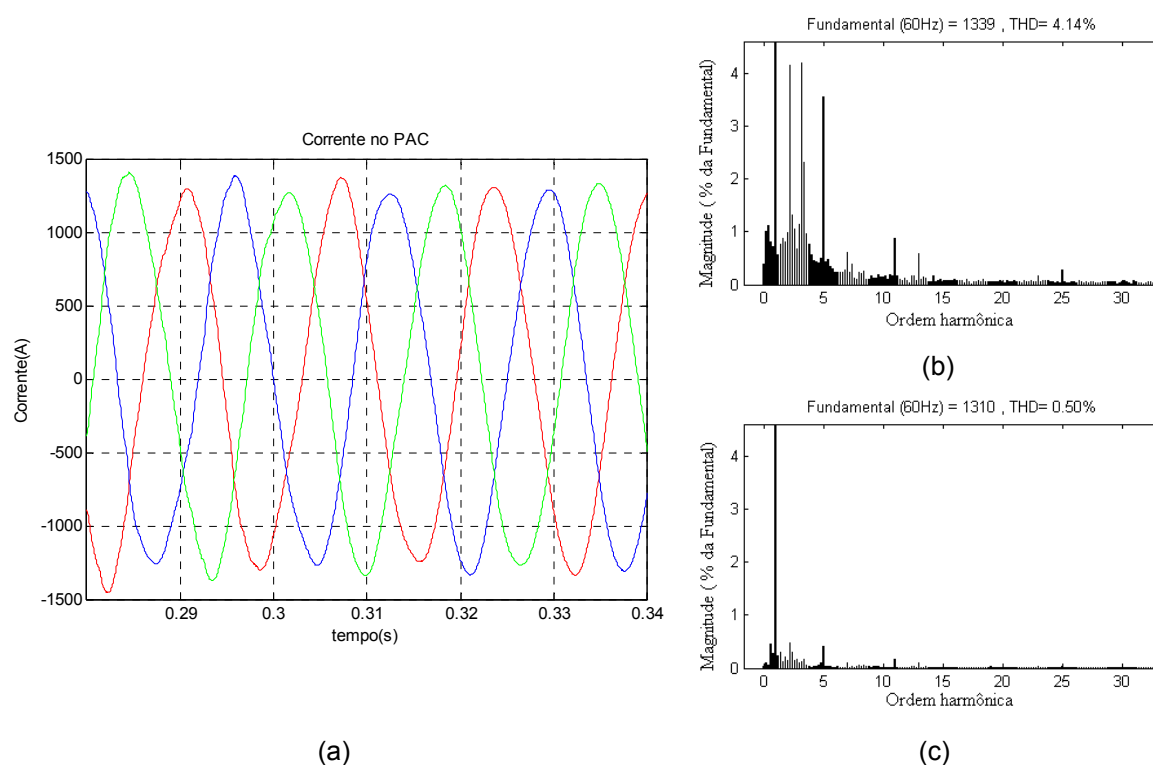 Corrente no PAC
Corrente(A)
1500
1000
500
0
-500
-1000
-1500
0.29 0.3 0.31 0.32 0.33 0.34
tempo(s)
(a)
Fundamental (60Hz) = 1339 , THD= 4.14%
Magnitude ( % da Fundamental)
4
3
2
1
0
0 5 10 15 20 25 30
Ordem harmônica
(b)
Fundamental (60Hz) = 1310 , THD= 0.50%
Magnitude ( % da Fundamental)
4
3
2
1
0
0 5 10 15 20 25 30
Ordem harmônica
(c)